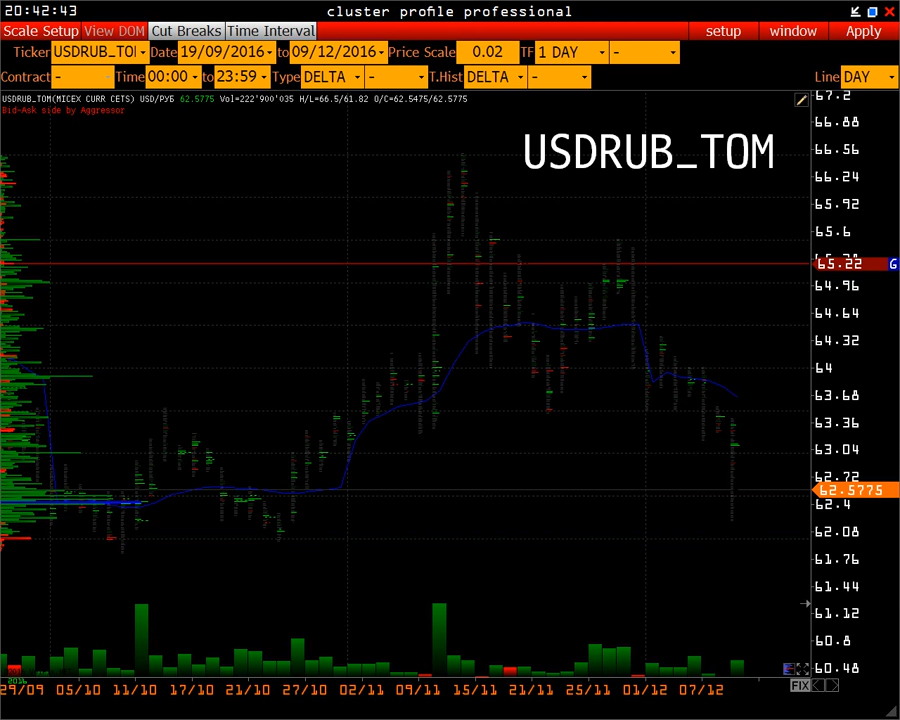 20:42:43 cluster profile professional
Scale Setup View DOM Cut Breaks Time Interval setup window Apply
Ticker USDRUB_TO Date 19/09/2016 to 09/12/2016 Price Scale 0.02 TF 1 DAY -
Contract - Time 00:00 to 23:59 Type DELTA - T.Hist DELTA - Line DAY
USDRUB_TOM(MICEX CURR CETS) USD/РУБ 62.5775 Vol=222'900'035 H/L=66.5/61.82 O/C=62.5475/62.5775
Bid-Ask side by Aggressor
USDRUB_TOM
67.2
66.88
66.56
66.24
65.92
65.6
65.22 G
64.96
64.64
64.32
64
63.68
63.36
63.04
62.72
62.5775
62.4
62.08
61.76
61.44
61.12
60.8
60.48
2016
29/09 05/10 11/10 17/10 21/10 27/10 02/11 09/11 15/11 21/11 25/11 01/12 07/12 FIX